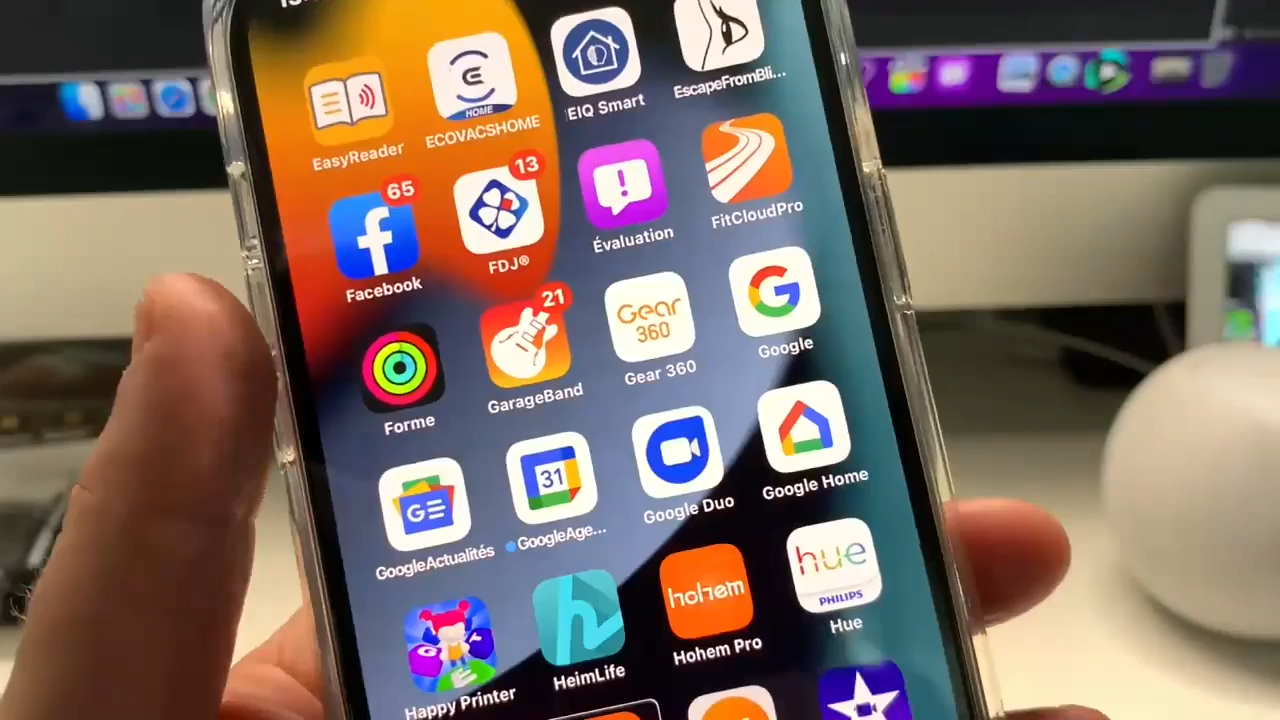 HOME
EasyReader
ECOVACSHOME
EIQ Smart
EscapeFromBli...
65
13
Facebook
FDJ®
Évaluation
FitCloudPro
21
Gear
360
Forme
GarageBand
Gear 360
Google
GE
31
GoogleActualités
GoogleAge...
Google Duo
Google Home
hohem
hue
PHILIPS
Happy Printer
HeimLife
Hohem Pro
Hue